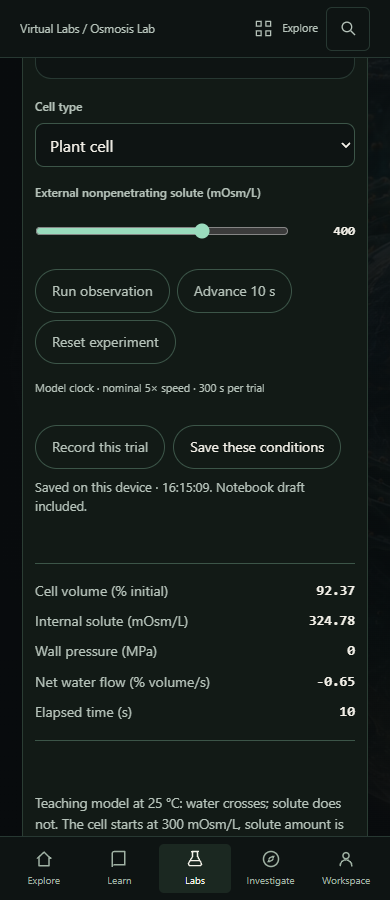 Virtual Labs / Osmosis Lab
Explore
Cell type
Plant cell
External nonpenetrating solute (mOsm/L)
400
Run observation
Advance 10 s
Reset experiment
Model clock · nominal 5× speed · 300 s per trial
Record this trial
Save these conditions
Saved on this device · 16:15:09. Notebook draft
included.
Cell volume (% initial) 92.37
Internal solute (mOsm/L) 324.78
Wall pressure (MPa) 0
Net water flow (% volume/s) -0.65
Elapsed time (s) 10
Teaching model at 25 °C: water crosses; solute does
not. The cell starts at 300 mOsm/L, solute amount is
Explore
Learn
Labs
Investigate
Workspace